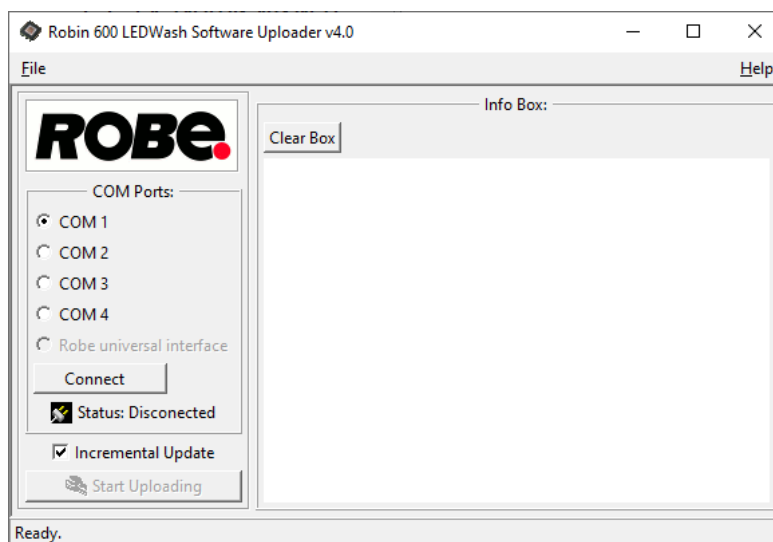 Robin 600 LEDWash Software Uploader v4.0
File
Help
ROBE.
Info Box:
Clear Box
COM Ports:
COM 1
COM 2
COM 3
COM 4
Robe universal interface
Connect
Status: Disconected
Incremental Update
Start Uploading
Ready.